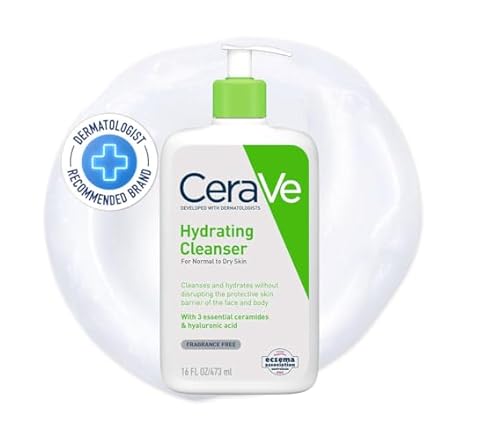 DERMATOLOGIST
RECOMMENDED BRAND
CeraVe
DEVELOPED WITH DERMATOLOGISTS
Hydrating
Cleanser
For Normal to Dry Skin
Cleanses and hydrates without
disrupting the protective skin
barrier of the face and body
With 3 essential ceramides
& hyaluronic acid
FRAGRANCE FREE
eczema
association
16 FL OZ/473 ml